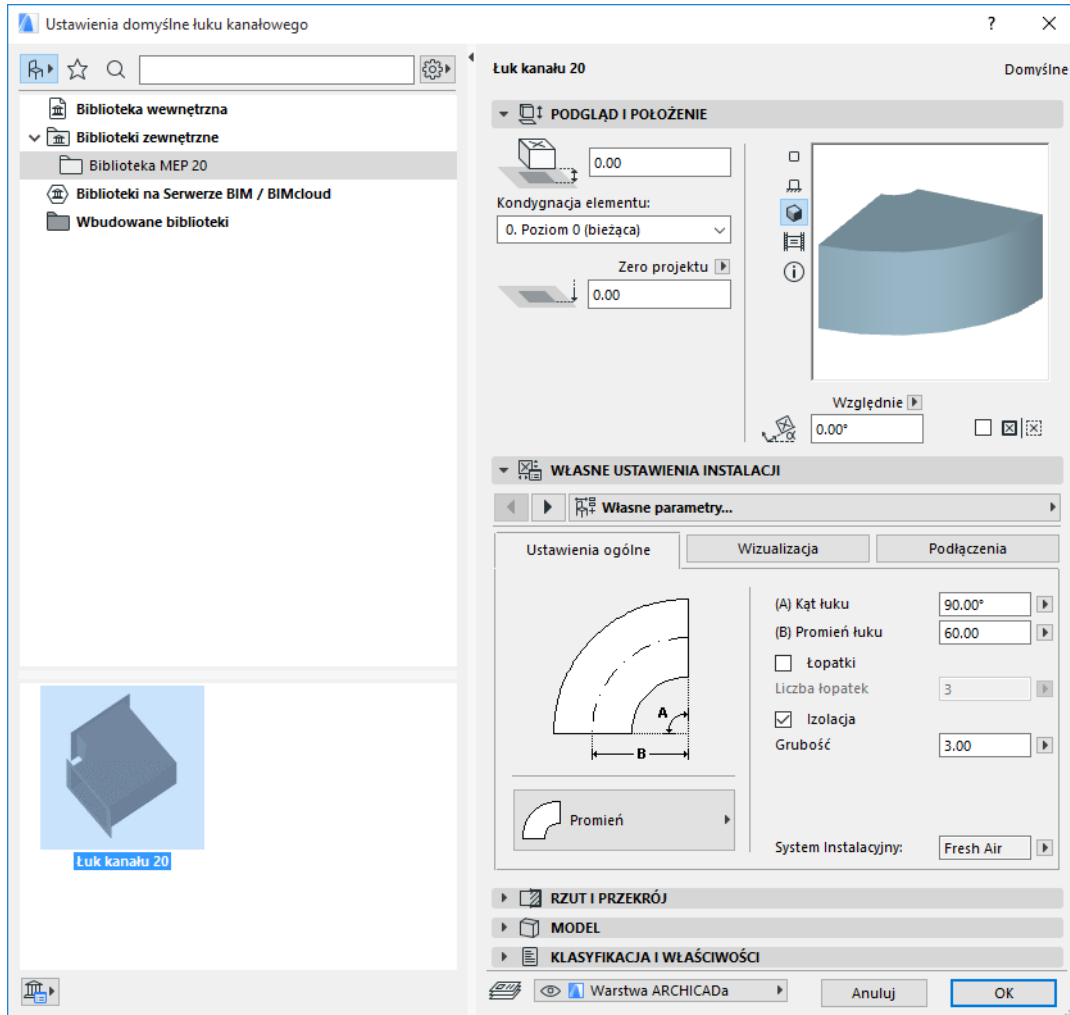 Ustawienia domyślne łuku kanałowego
?
Biblioteka wewnętrzna
Biblioteki zewnętrzne
Biblioteka MEP 20
Biblioteki na Serwerze BIM / BIMcloud
Wbudowane biblioteki
Łuk kanału 20
Łuk kanału 20
Domyślne
PODGLĄD I POŁOŻENIE
0.00
Kondygnacja elementu:
0. Poziom 0 (bieżąca)
Zero projektu
0.00
Względnie
α
0.00°
WŁASNE USTAWIENIA INSTALACJI
Własne parametry...
Ustawienia ogólne
Wizualizacja
Podłączenia
A
B
Promień
(A) Kąt łuku
90.00°
(B) Promień łuku
60.00
Łopatki
Liczba łopatek
3
Izolacja
Grubość
3.00
System Instalacyjny:
Fresh Air
RZUT I PRZEKRÓJ
MODEL
KLASYFIKACJA I WŁAŚCIWOŚCI
Warstwa ARCHICADa
Anuluj
OK